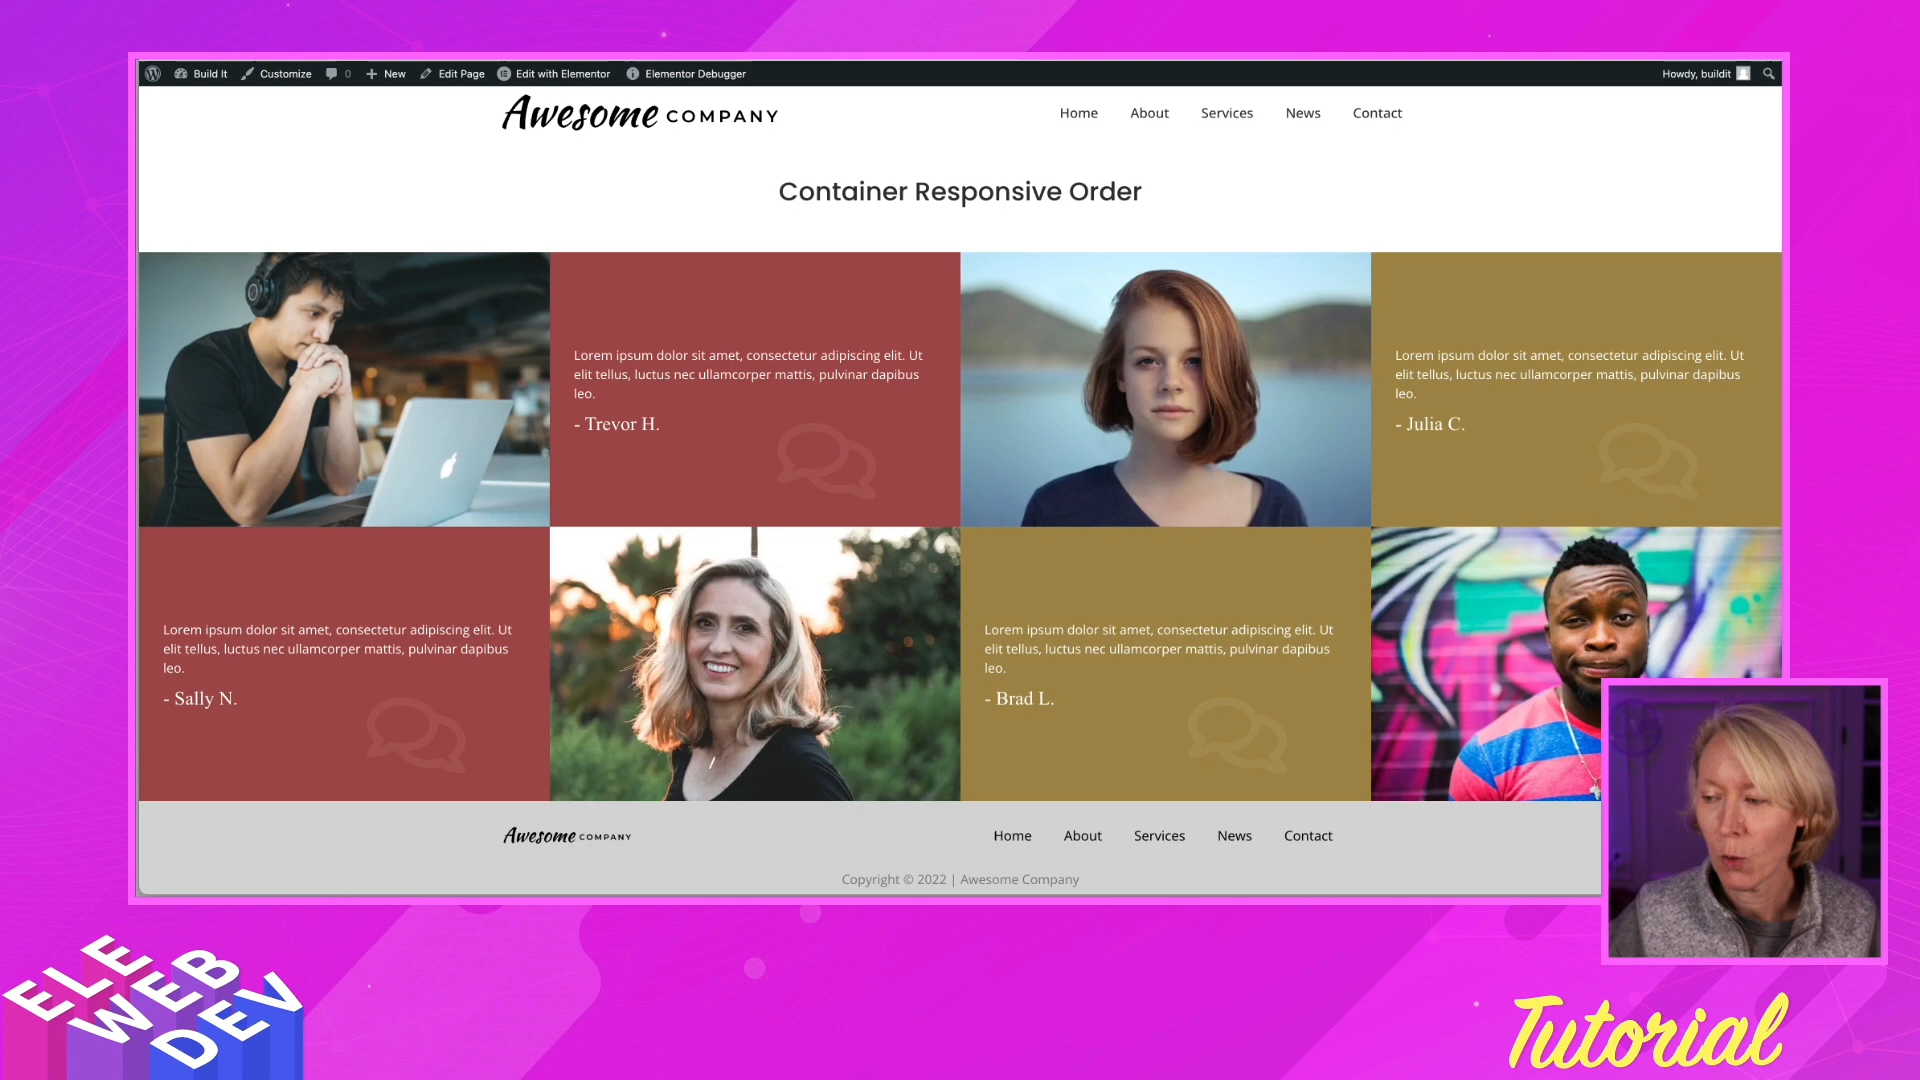 Build It Customize 0 New Edit Page Edit with Elementor Elementor Debugger Howdy, buildit
Awesome COMPANY
Home About Services News Contact
Container Responsive Order
Lorem ipsum dolor sit amet, consectetur adipiscing elit. Ut
elit tellus, luctus nec ullamcorper mattis, pulvinar dapibus
leo.
- Trevor H.
Lorem ipsum dolor sit amet, consectetur adipiscing elit. Ut
elit tellus, luctus nec ullamcorper mattis, pulvinar dapibus
leo.
- Julia C.
Lorem ipsum dolor sit amet, consectetur adipiscing elit. Ut
elit tellus, luctus nec ullamcorper mattis, pulvinar dapibus
leo.
- Sally N.
Lorem ipsum dolor sit amet, consectetur adipiscing elit. Ut
elit tellus, luctus nec ullamcorper mattis, pulvinar dapibus
leo.
- Brad L.
Awesome COMPANY
Home About Services News Contact
Copyright © 2022 | Awesome Company
ELE
WEB
DEV
Tutorial